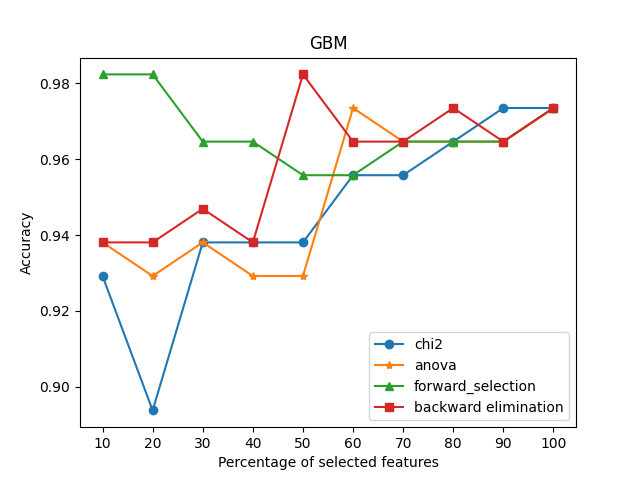 GBM
0.98
0.96
0.94
0.92
0.90
Accuracy
chi2
anova
forward_selection
backward elimination
10 20 30 40 50 60 70 80 90 100
Percentage of selected features